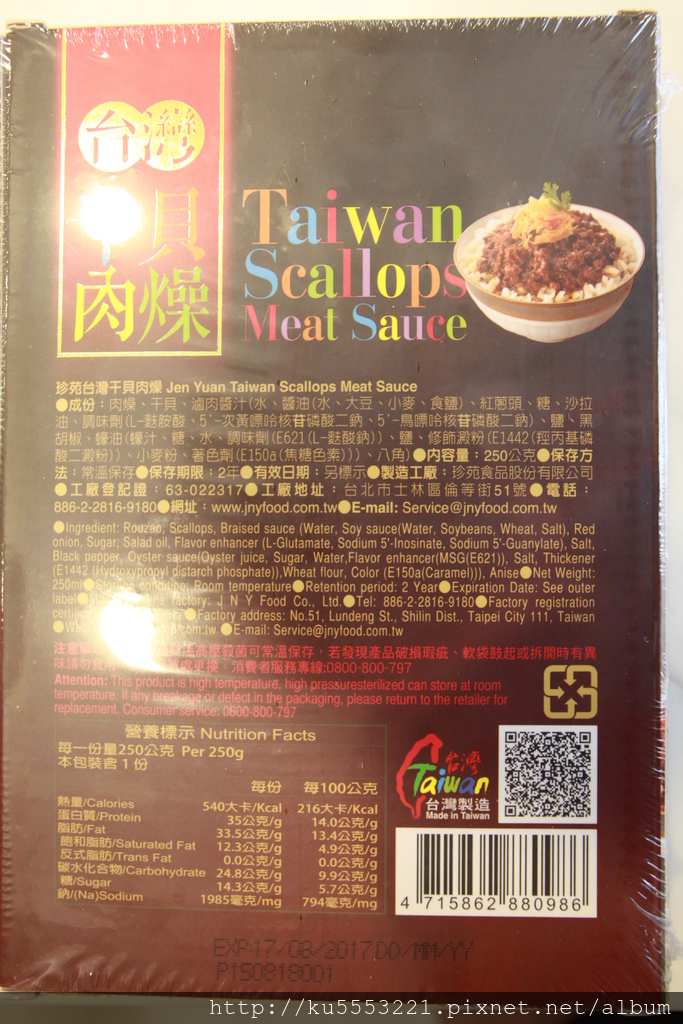 台灣
干貝
肉燥
Taiwan
Scallops
Meat Sauce
珍苑台灣干貝肉燥 Jen Yuan Taiwan Scallops Meat Sauce
●成份：肉燥、干貝、滷肉醬汁(水、醬油(水、大豆、小麥、食鹽)、紅蔥頭、糖、沙拉
油、調味劑(L-麩胺酸、5'-次黃嘌呤核苷磷酸二鈉、5'-鳥嘌呤核苷磷酸二鈉)、鹽、黑
胡椒、蠔油(蠔汁、糖、水、調味劑(E621(L-麩酸鈉))、鹽、修飾澱粉(E1442(羥丙基磷
酸二澱粉))、小麥粉、著色劑(E150a(焦糖色素)))、八角)●內容量：250公克●保存方
法：常溫保存●保存期限：2年●有效日期：另標示●製造工廠：珍苑食品股份有限公司
●工廠登記證：63-022317●工廠地址：台北市士林區倫等街51號●電話：
886-2-2816-9180●網址：www.jnyfood.com.tw●E-mail: Service@jnyfood.com.tw
●Ingredient: Rouzao, Scallops, Braised sauce (Water, Soy sauce(Water, Soybeans, Wheat, Salt), Red
onion, Sugar, Salad oil, Flavor enhancer (L-Glutamate, Sodium 5'-Inosinate, Sodium 5'-Guanylate), Salt,
Black pepper, Oyster sauce(Oyster juice, Sugar, Water,Flavor enhancer(MSG(E621)), Salt, Thickener
(E1442 (Hydroxypropyl distarch phosphate)),Wheat flour, Color (E150a(Caramel))), Anise●Net Weight:
250ml●Storage condition: Room temperature●Retention period: 2 Year●Expiration Date: See outer
label● factory: J N Y Food Co., Ltd.●Tel: 886-2-2816-9180●Factory registration
●Factory address: No.51, Lundeng St., Shilin Dist., Taipei City 111, Taiwan
.com.tw ●E-mail: Service@jnyfood.com.tw
注意 高壓殺菌可常溫保存，若發現產品破損瑕疵、軟袋鼓起或拆開時有異
味請勿食用 更換。消費者服務專線:0800-800-797
Attention: This product is high temperature, high pressuresterilized can store at room
temperature. If any breakage or defect in the packaging, please return to the retailer for
replacement. Consumer service: 0800-800-797
營養標示 Nutrition Facts
每一份量250公克 Per 250g
本包裝含 1 份
每份 每100公克
熱量/Calories 540大卡/Kcal 216大卡/Kcal
蛋白質/Protein 35公克/g 14.0公克/g
脂肪/Fat 33.5公克/g 13.4公克/g
飽和脂肪/Saturated Fat 12.3公克/g 4.9公克/g
反式脂肪/Trans Fat 0.0公克/g 0.0公克/g
碳水化合物/Carbohydrate 24.8公克/g 9.9公克/g
糖/Sugar 14.3公克/g 5.7公克/g
鈉/(Na)Sodium 1985毫克/mg 794毫克/mg
台灣
Taiwan
台灣製造
Made in Taiwan
4 715862 880986
EXP:17/08/2017DD/MM/YY
P150818001
http://ku5553221.pixnet.net/album